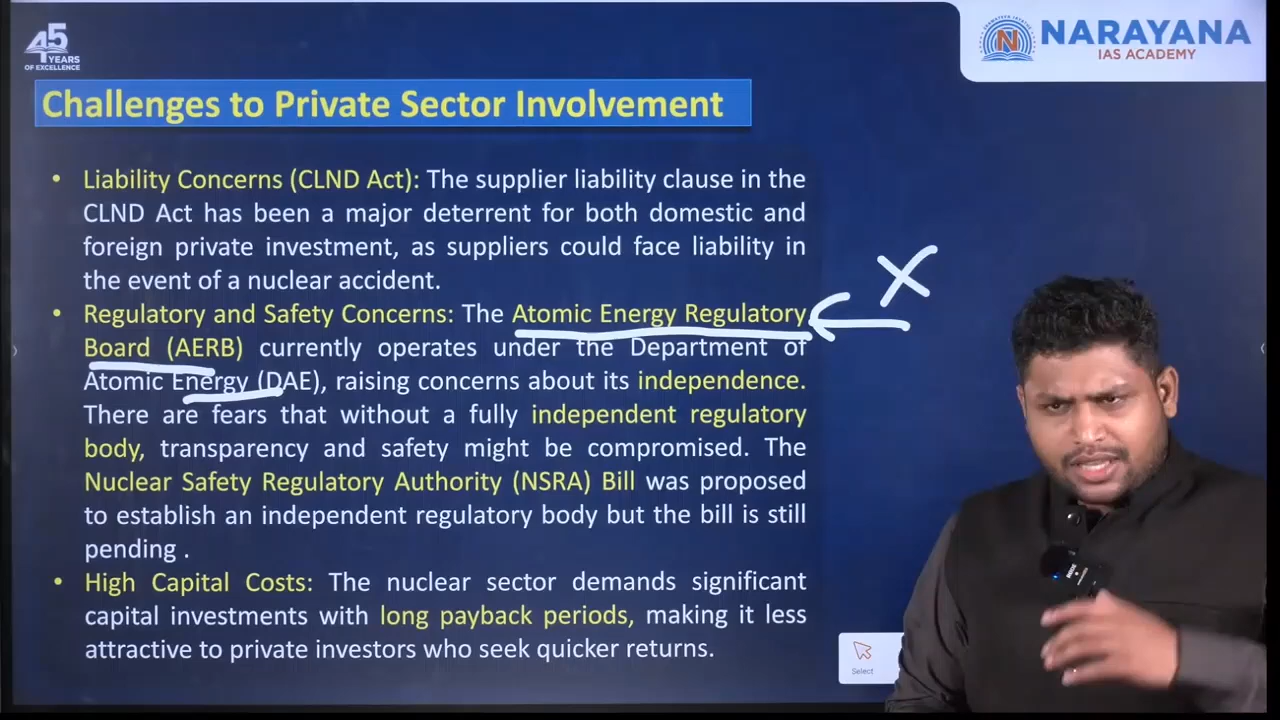 45
YEARS
OF EXCELLENCE
NARAYANA
IAS ACADEMY
Challenges to Private Sector Involvement
• Liability Concerns (CLND Act): The supplier liability clause in the
CLND Act has been a major deterrent for both domestic and
foreign private investment, as suppliers could face liability in
the event of a nuclear accident.
• Regulatory and Safety Concerns: The Atomic Energy Regulatory
Board (AERB) currently operates under the Department of
Atomic Energy (DAE), raising concerns about its independence.
There are fears that without a fully independent regulatory
body, transparency and safety might be compromised. The
Nuclear Safety Regulatory Authority (NSRA) Bill was proposed
to establish an independent regulatory body but the bill is still
pending .
• High Capital Costs: The nuclear sector demands significant
capital investments with long payback periods, making it less
attractive to private investors who seek quicker returns.
Select